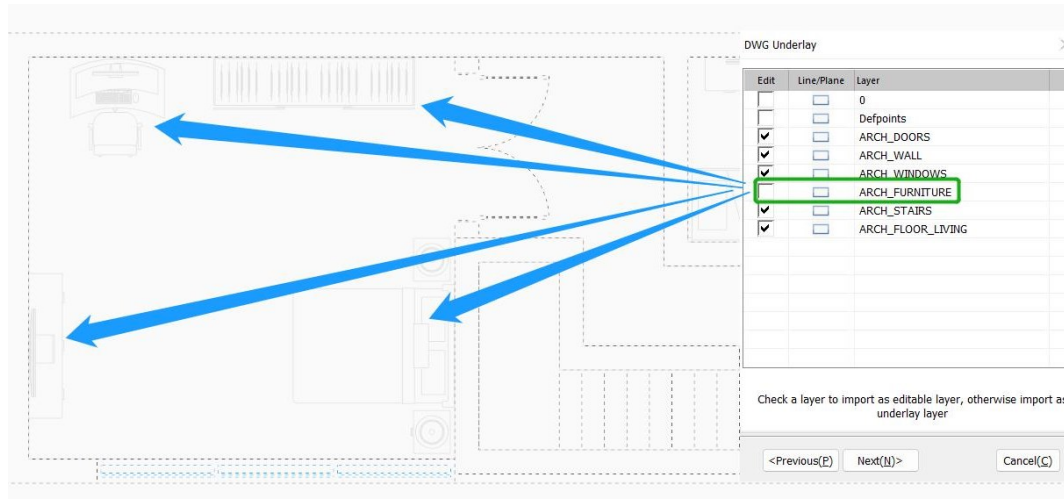 DWG Underlay
Edit Line/Plane Layer
0
Defpoints
ARCH_DOORS
ARCH_WALL
ARCH_WINDOWS
ARCH_FURNITURE
ARCH_STAIRS
ARCH_FLOOR_LIVING
Check a layer to import as editable layer, otherwise import as
underlay layer
<Previous(P) Next(N)> Cancel(C)